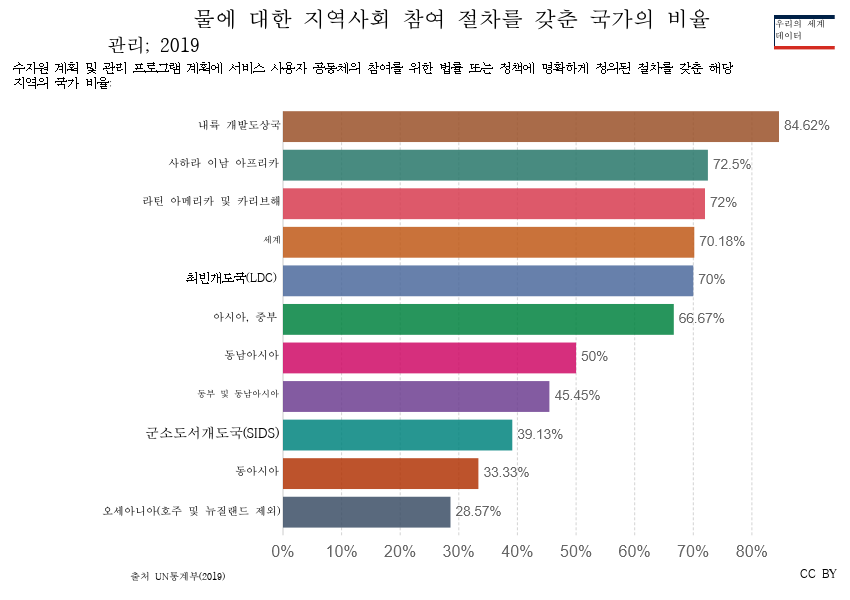 물에 대한 지역사회 참여 절차를 갖춘 국가의 비율
관리; 2019
우리의 세계
데이터
수자원 계획 및 관리 프로그램 계획에 서비스 사용자 공동체의 참여를 위한 법률 또는 정책에 명확하게 정의된 절차를 갖춘 해당
지역의 국가 비율.
내륙 개발도상국 84.62%
사하라 이남 아프리카 72.5%
라틴 아메리카 및 카리브해 72%
세계 70.18%
최빈개도국(LDC) 70%
아시아, 중부 66.67%
동남아시아 50%
동부 및 동남아시아 45.45%
군소도서개도국(SIDS) 39.13%
동아시아 33.33%
오세아니아(호주 및 뉴질랜드 제외) 28.57%
0% 10% 20% 30% 40% 50% 60% 70% 80%
출처 UN통계부(2019)
CC BY